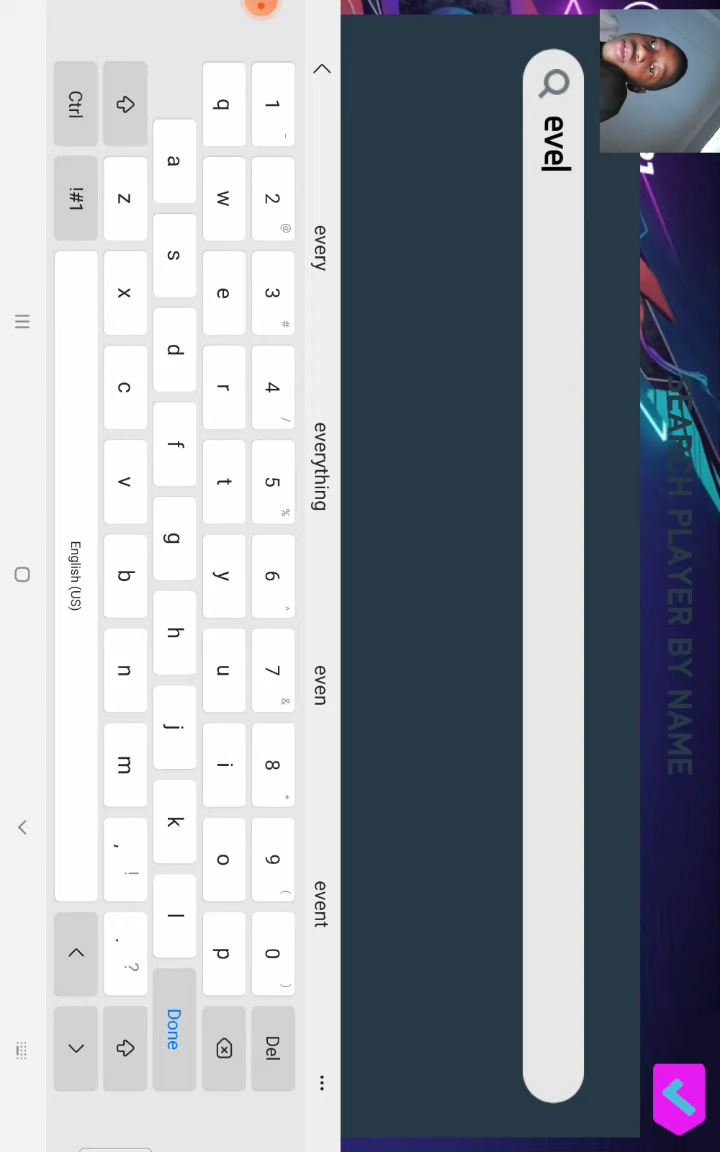 SEARCH PLAYER BY NAME
eve
every everything even event
1 - 2 @ 3 # 4 / 5 % 6 ^ 7 & 8 * 9 ( 0 ) Del
q w e r t y u i o p
a s d f g h j k l Done
z x c v b n m , ! . ?
Ctrl !#1 English (US)